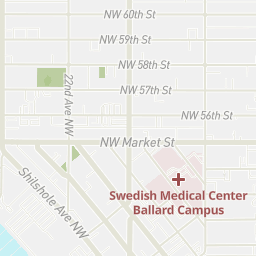 NW 60th St
NW 59th St
NW 58th St
22nd Ave NW
NW 57th St
NW 56th St
NW Market St
Shilshole Ave NW
Swedish Medical Center
Ballard Campus